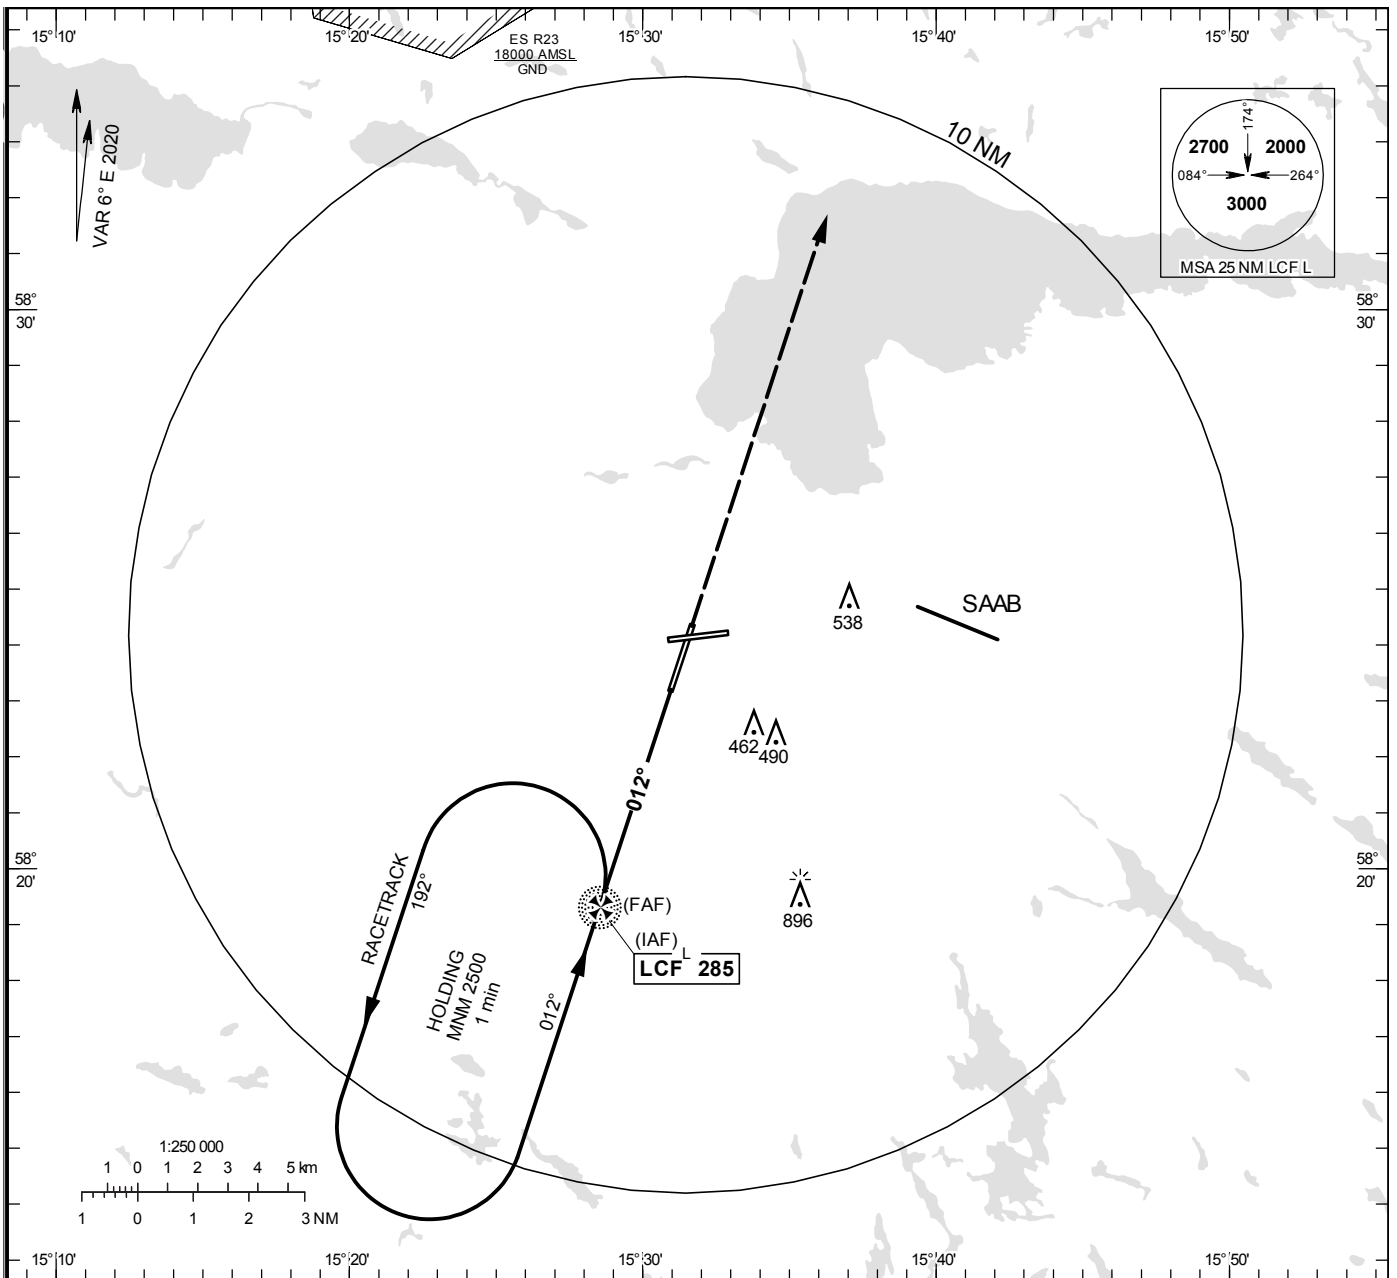 15°10'
15°20'
15°30'
15°40'
15°50'
ES R23
18000 AMSL
GND
VAR 6° E 2020
10 NM
174°
2700
2000
084°
264°
3000
MSA 25 NM LCF L
58°
30'
58°
30'
538
SAAB
462
490
012°
58°
20'
58°
20'
RACETRACK
192°
(FAF)
896
(IAF)
L
LCF 285
HOLDING
MNM 2500
1 min
012°
1:250 000
1 0 1 2 3 4 5 km
1 0 1 2 3 NM
15°10'
15°20'
15°30'
15°40'
15°50'